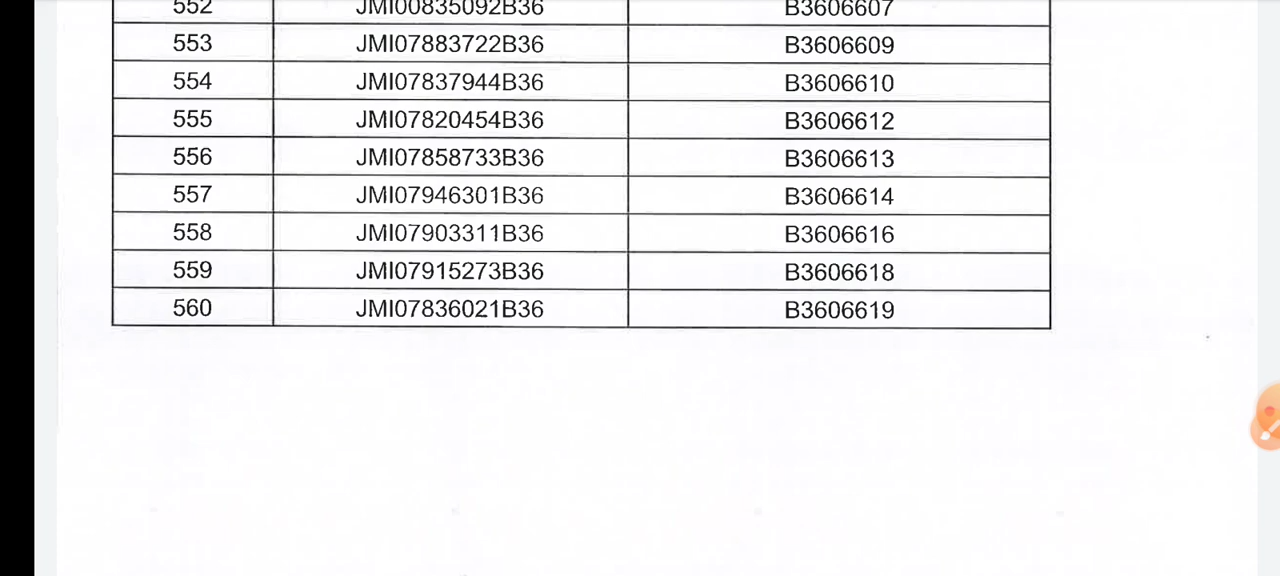 552 JMI00835092B36 B3606607
553 JMI07883722B36 B3606609
554 JMI07837944B36 B3606610
555 JMI07820454B36 B3606612
556 JMI07858733B36 B3606613
557 JMI07946301B36 B3606614
558 JMI07903311B36 B3606616
559 JMI07915273B36 B3606618
560 JMI07836021B36 B3606619